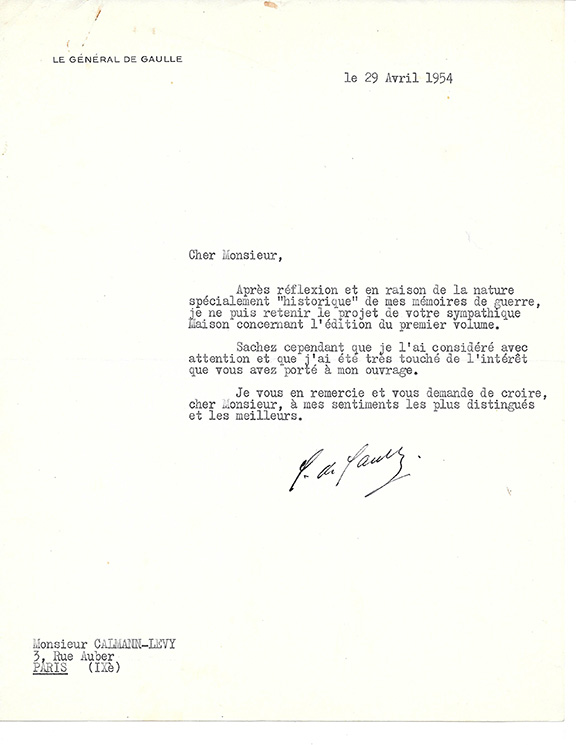 LE GÉNÉRAL DE GAULLE
le 29 Avril 1954
Cher Monsieur,
Après réflexion et en raison de la nature
spécialement "historique" de mes mémoires de guerre,
je ne puis retenir le projet de votre sympathique
Maison concernant l'édition du premier volume.
Sachez cependant que je l'ai considéré avec
attention et que j'ai été très touché de l'intérêt
que vous avez porté à mon ouvrage.
Je vous en remercie et vous demande de croire,
cher Monsieur, à mes sentiments les plus distingués
et les meilleurs.
C. de Gaulle.
Monsieur CALMANN-LEVY
3, Rue Auber
PARIS (IXè)